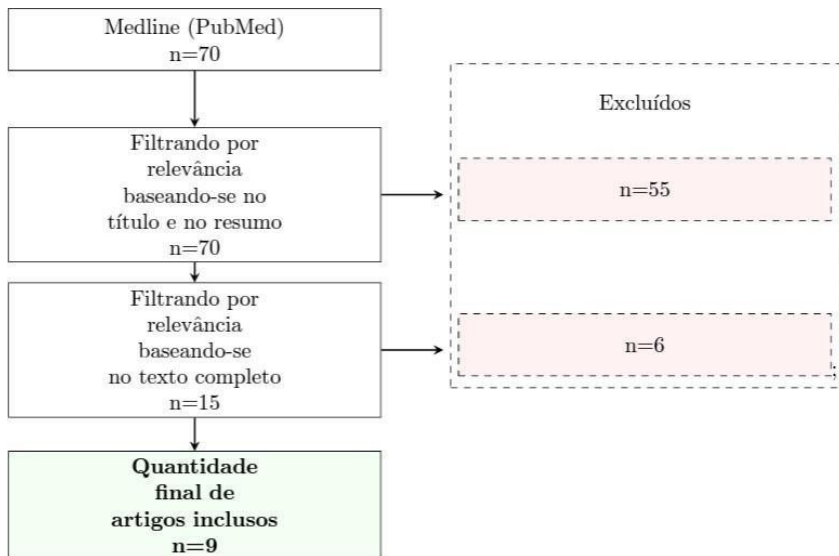 Medline (PubMed)
n=70
Excluídos
Filtrando por
relevância
baseando-se no
título e no resumo
n=70
n=55
Filtrando por
relevância
baseando-se
no texto completo
n=15
n=6
;
Quantidade
final de
artigos inclusos
n=9